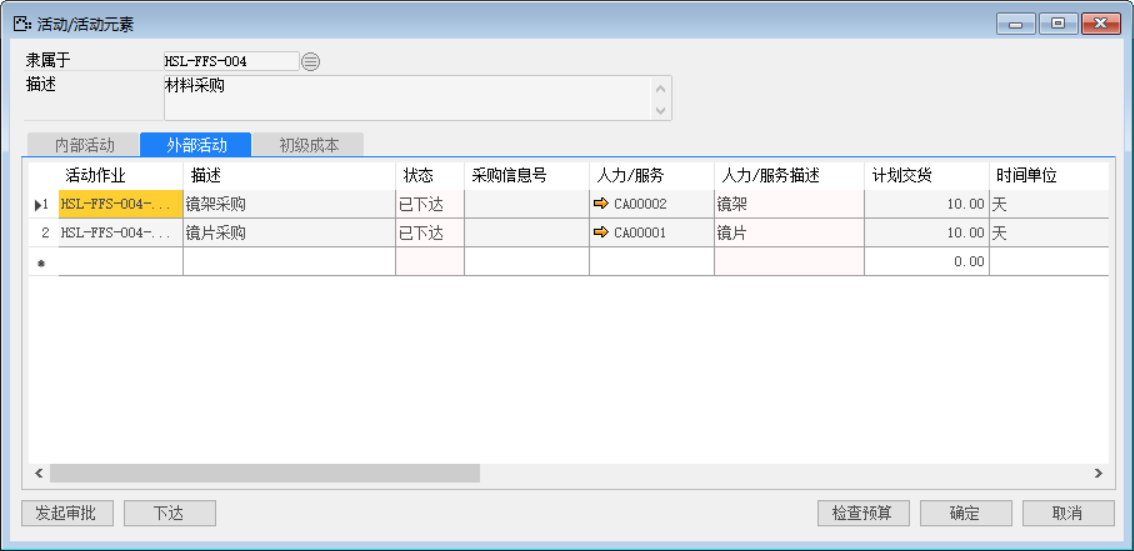 活动/活动元素
隶属于 HSL-FFS-004
描述 材料采购
内部活动 外部活动 初级成本
活动作业 描述 状态 采购信息号 人力/服务 人力/服务描述 计划交货 时间单位
1 HSL-FFS-004-... 镜架采购 已下达 CA00002 镜架 10.00 天
2 HSL-FFS-004-... 镜片采购 已下达 CA00001 镜片 10.00 天
* 0.00
发起审批 下达 检查预算 确定 取消